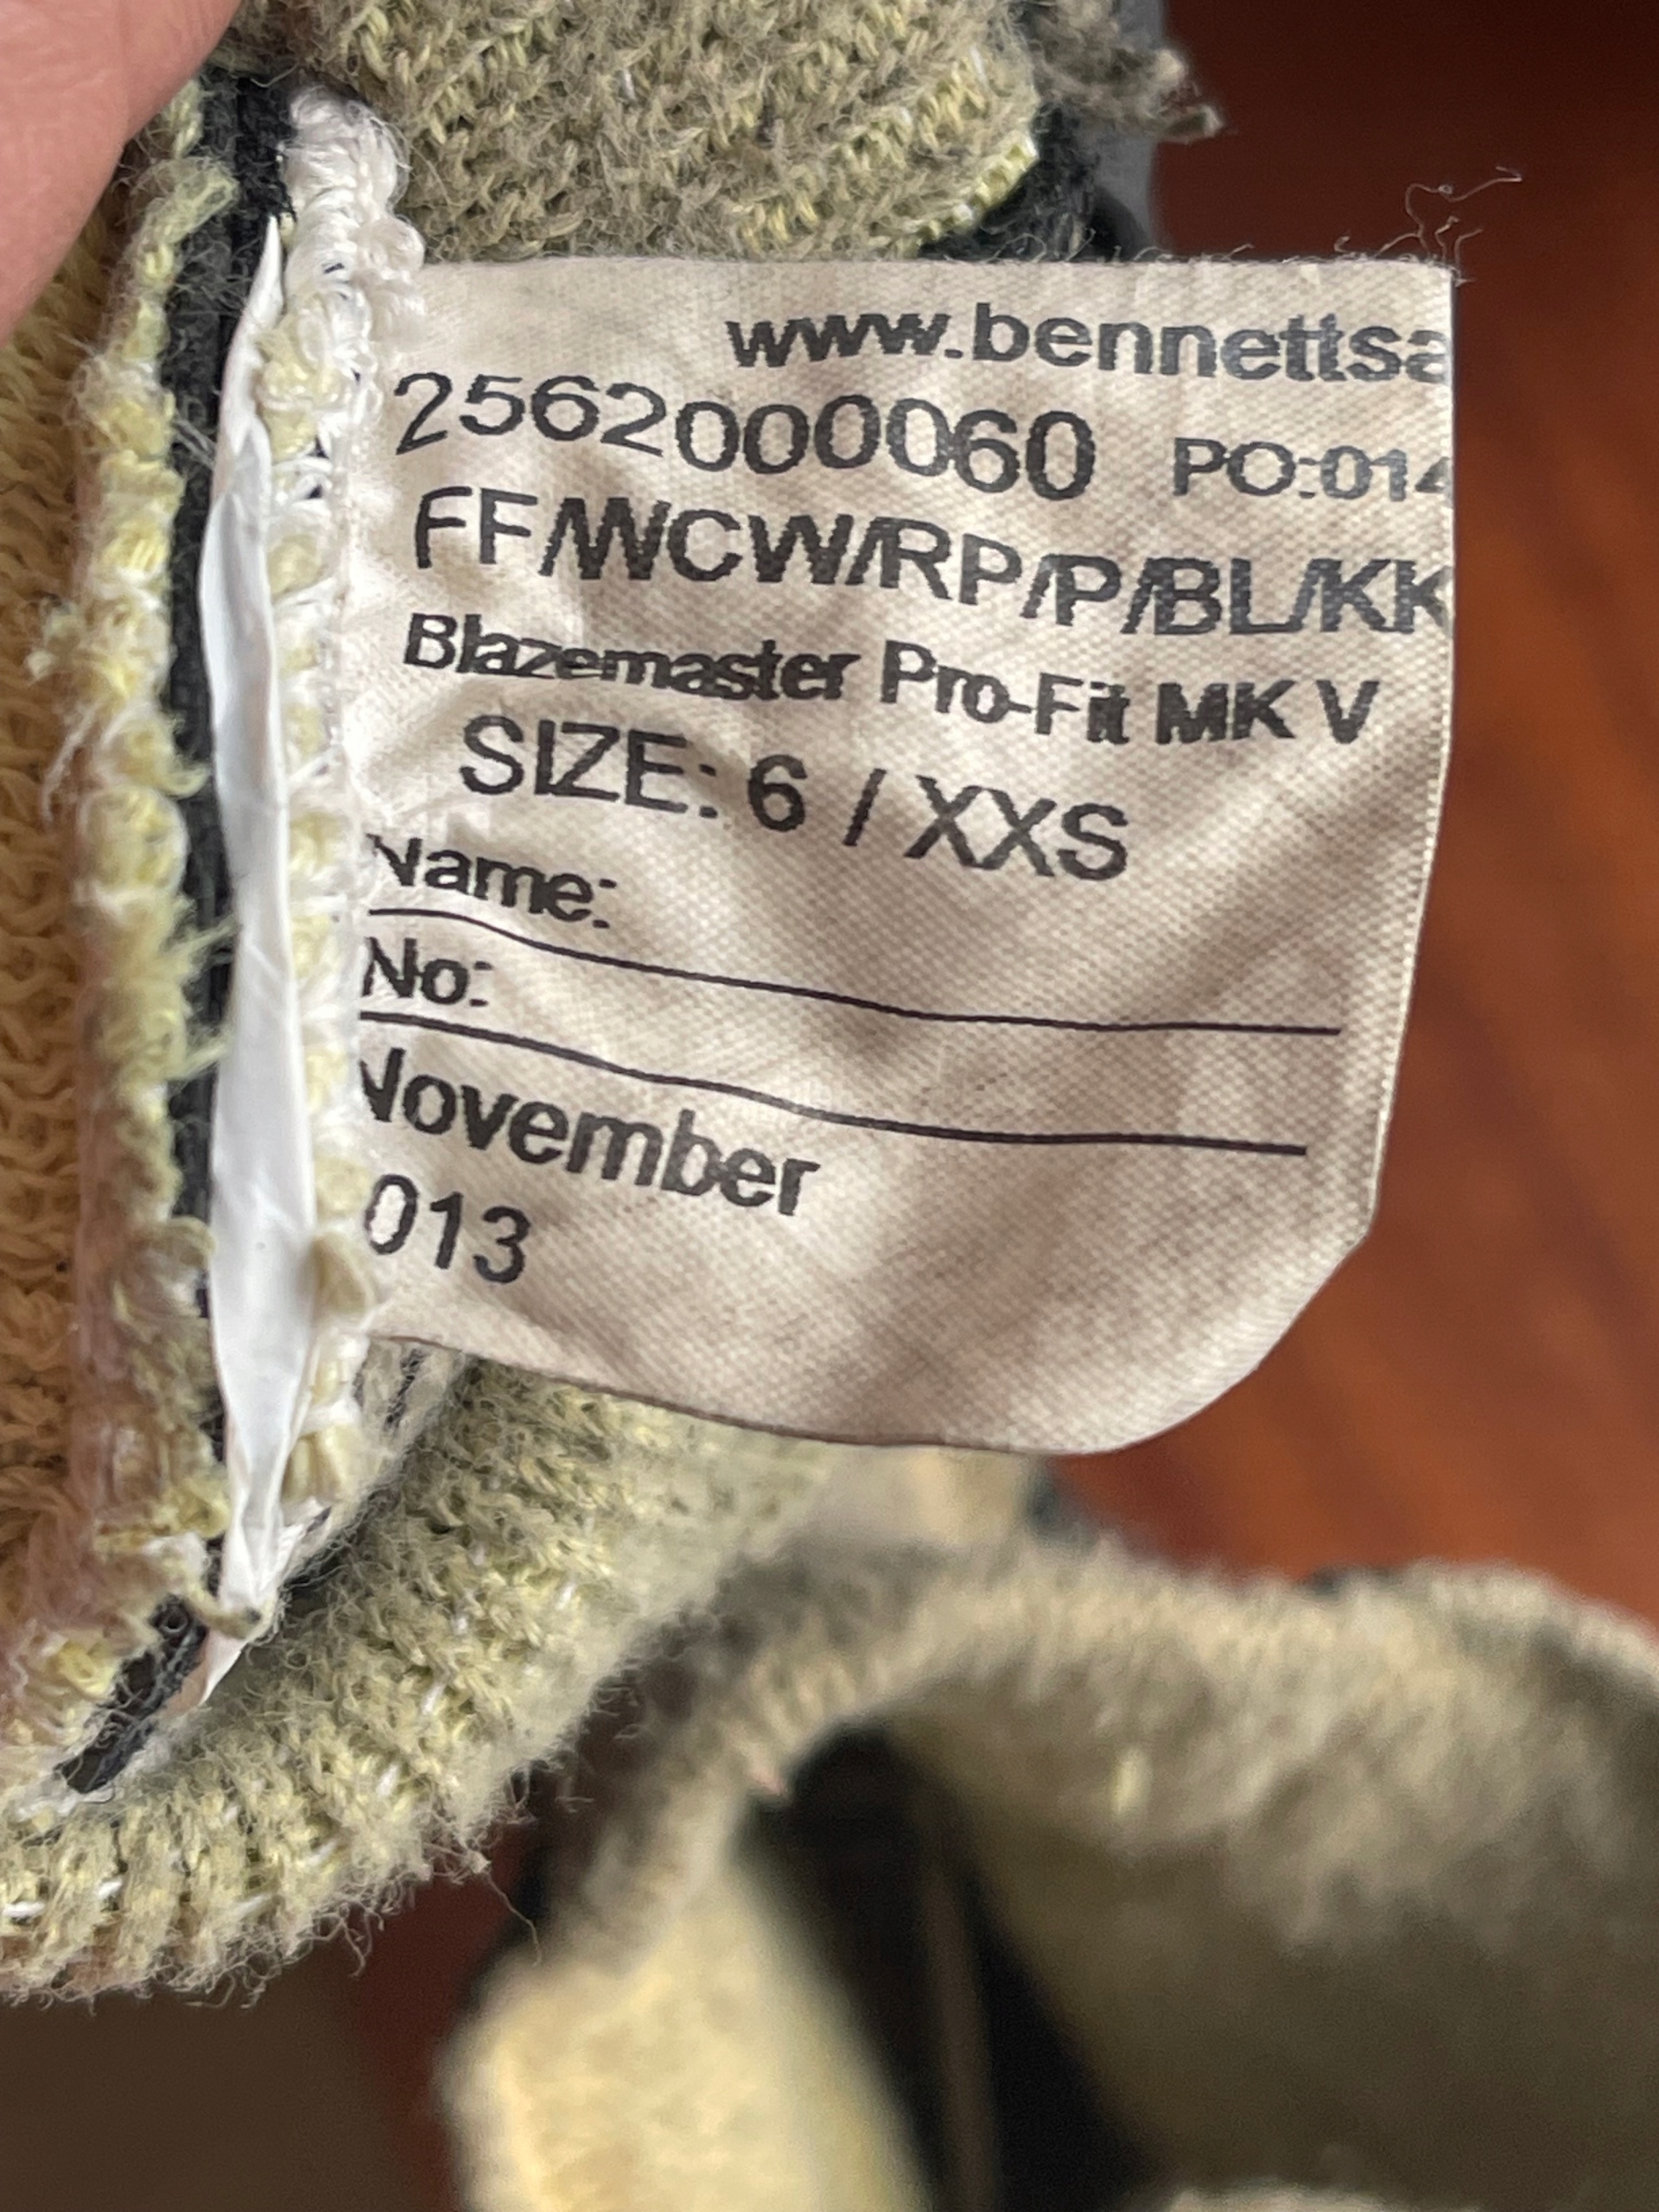 www.bennettsa
2562000060 PO:014
FF/WCW/RP/P/BL/KK
Blazemaster Pro-Fit MK V
SIZE: 6 / XXS
Name:
No:
November
013